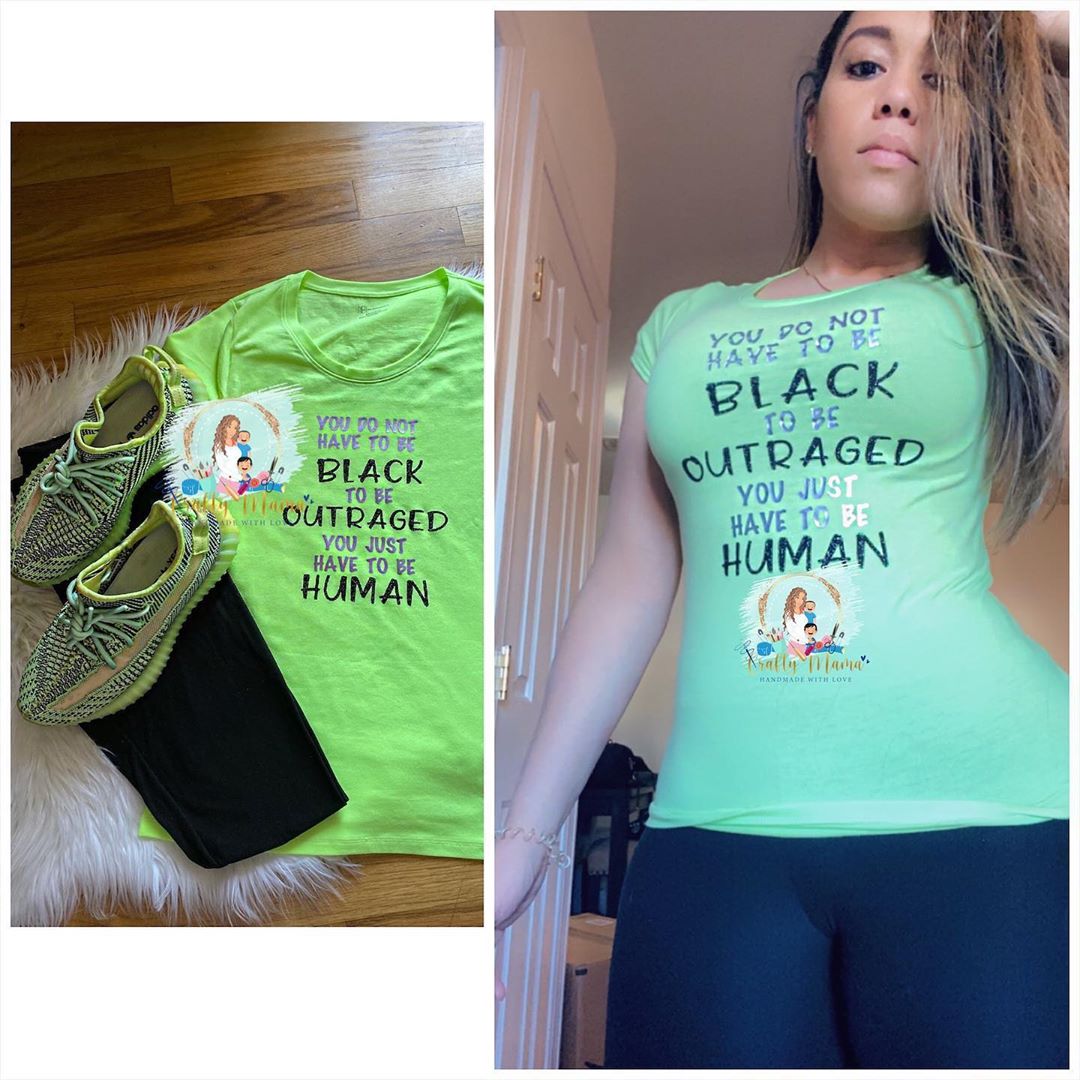 adidas
YOU DO NOT
HAVE TO BE
BLACK
TO BE
OUTRAGED
YOU JUST
HAVE TO BE
HUMAN
Krafty Mama
MADE WITH LOVE
YOU DO NOT
HAVE TO BE
BLACK
TO BE
OUTRAGED
YOU JUST
HAVE TO BE
HUMAN
Krafty Mama
HANDMADE WITH LOVE